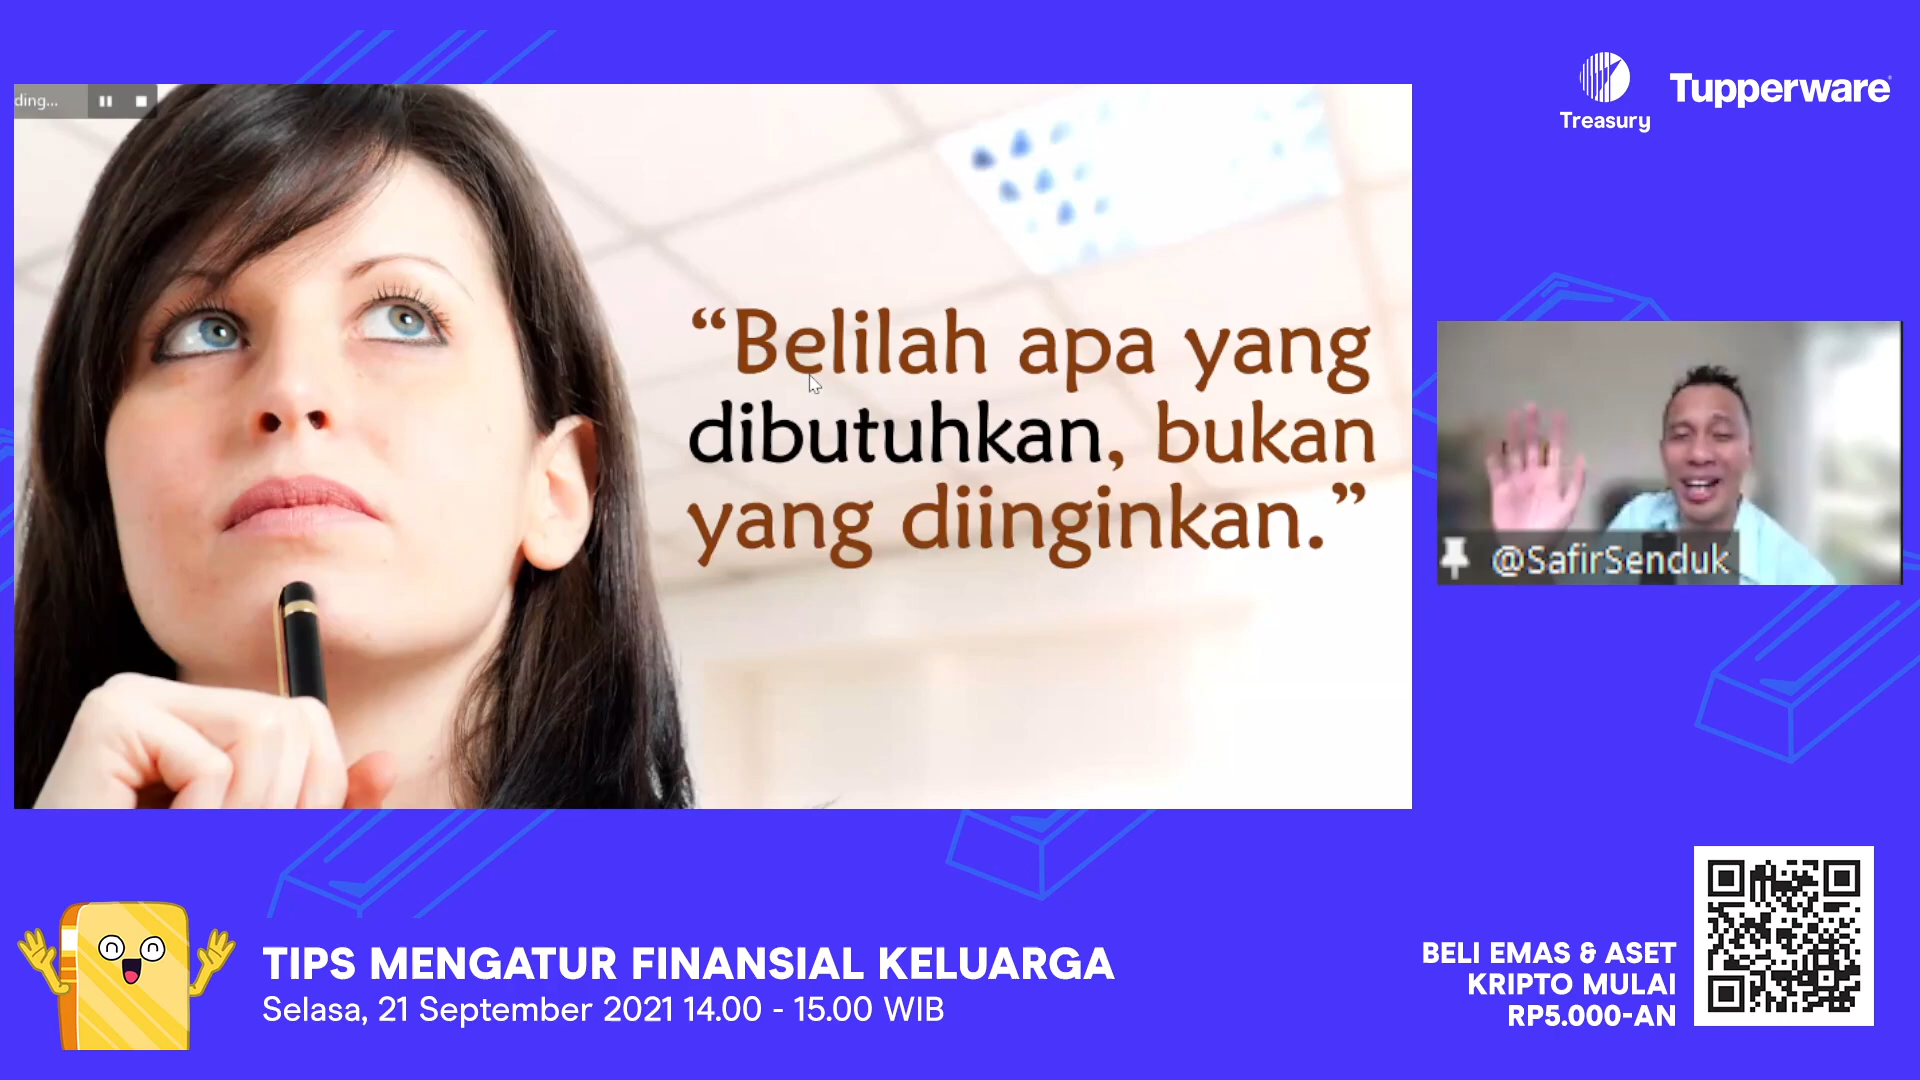 ding...
Treasury
Tupperware
“Belilah apa yang
dibutuhkan, bukan
yang diinginkan.”
@SafirSenduk
TIPS MENGATUR FINANSIAL KELUARGA
Selasa, 21 September 2021 14.00 - 15.00 WIB
BELI EMAS & ASET
KRIPTO MULAI
RP5.000-AN